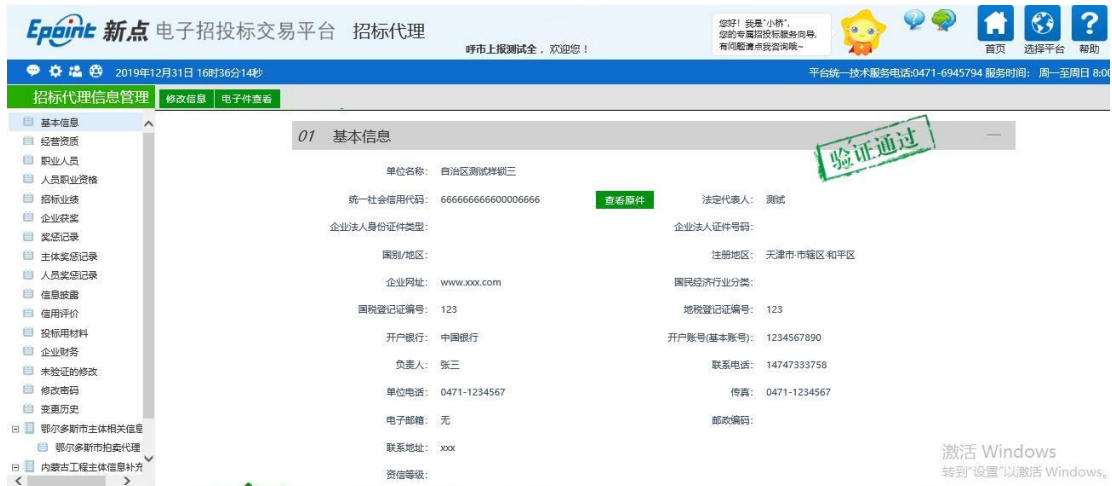 Epoint 新点 电子招投标交易平台 招标代理
呼市上报测试全，欢迎您！
您好！我是"小桥"，
您的专属招投标服务向导，
有问题请点我咨询哦~
首页 选择平台 帮助
2019年12月31日 16时36分14秒
平台统一技术服务电话:0471-6945794 服务时间: 周一至周日 8:00
招标代理信息管理 修改信息 电子件查看
基本信息
经营资质
职业人员
人员职业资格
招标业绩
企业获奖
奖惩记录
主体奖惩记录
人员奖惩记录
信息披露
信用评价
投标用材料
企业财务
未验证的修改
修改密码
变更历史
鄂尔多斯市主体相关信息
鄂尔多斯市拍卖代理
内蒙古工程主体信息补充
01 基本信息
验证通过
单位名称: 自治区测试样锁三
统一社会信用代码: 666666666600006666 查看原件 法定代表人: 测试
企业法人身份证件类型: 企业法人证件号码:
国别/地区: 注册地区: 天津市·市辖区·和平区
企业网址: www.xxx.com 国民经济行业分类:
国税登记证编号: 123 地税登记证编号: 123
开户银行: 中国银行 开户账号(基本账号): 1234567890
负责人: 张三 联系电话: 14747333758
单位电话: 0471-1234567 传真: 0471-1234567
电子邮箱: 无 邮政编码:
联系地址: xxx
资信等级:
激活 Windows
转到"设置"以激活 Windows。